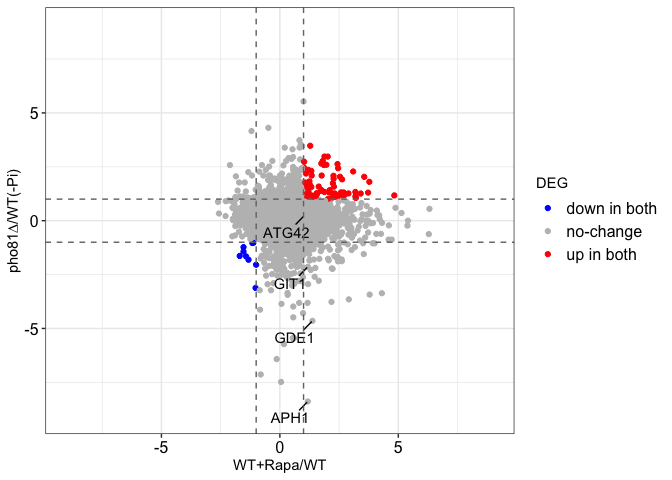 5
0
-5
pho81Δ/WT(-Pi)
ATG42
GIT1
GDE1
APH1
-5
0
5
WT+Rapa/WT
DEG
down in both
no-change
up in both